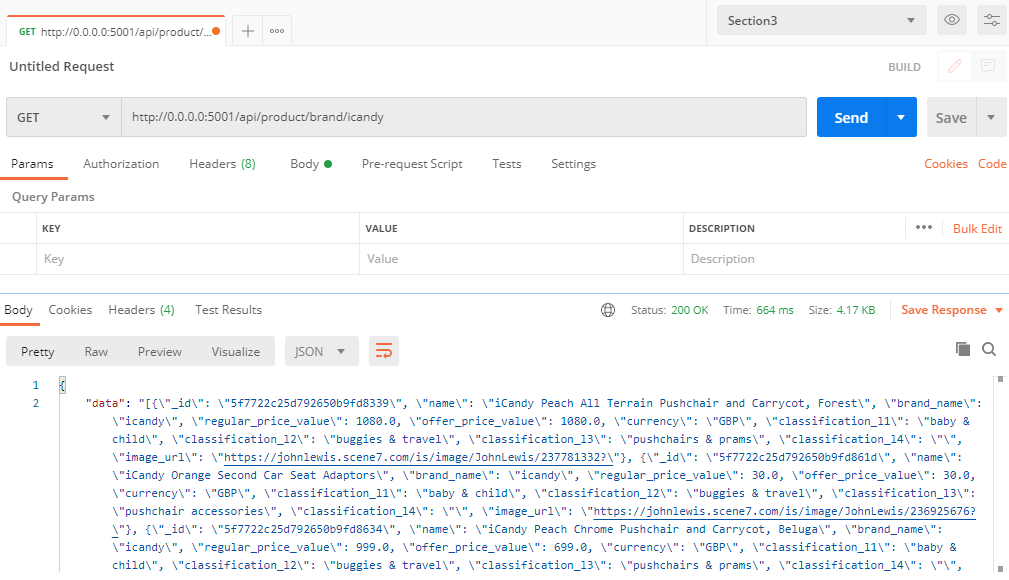 GET http://0.0.0.0:5001/api/product/...
Section3
Untitled Request
BUILD
GET
http://0.0.0.0:5001/api/product/brand/icandy
Send
Save
Params Authorization Headers (8) Body Pre-request Script Tests Settings Cookies Code
Query Params
KEY VALUE DESCRIPTION Bulk Edit
Key Value Description
Body Cookies Headers (4) Test Results Status: 200 OK Time: 664 ms Size: 4.17 KB Save Response
Pretty Raw Preview Visualize JSON
1 {
2 "data": "[{\"_id\": \"5f7722c25d792650b9fd8339\", \"name\": \"iCandy Peach All Terrain Pushchair and Carrycot, Forest\", \"brand_name\":
\"icandy\", \"regular_price_value\": 1080.0, \"offer_price_value\": 1080.0, \"currency\": \"GBP\", \"classification_l1\": \"baby &
child\", \"classification_l2\": \"buggies & travel\", \"classification_l3\": \"pushchairs & prams\", \"classification_l4\": \"\",
\"image_url\": \"https://johnlewis.scene7.com/is/image/JohnLewis/237781332?\"}, {\"_id\": \"5f7722c25d792650b9fd861d\", \"name\":
\"iCandy Orange Second Car Seat Adaptors\", \"brand_name\": \"icandy\", \"regular_price_value\": 30.0, \"offer_price_value\": 30.0,
\"currency\": \"GBP\", \"classification_l1\": \"baby & child\", \"classification_l2\": \"buggies & travel\", \"classification_l3\":
\"pushchair accessories\", \"classification_l4\": \"\", \"image_url\": \"https://johnlewis.scene7.com/is/image/JohnLewis/236925676?
\"}, {\"_id\": \"5f7722c25d792650b9fd8634\", \"name\": \"iCandy Peach Chrome Pushchair and Carrycot, Beluga\", \"brand_name\":
\"icandy\", \"regular_price_value\": 999.0, \"offer_price_value\": 699.0, \"currency\": \"GBP\", \"classification_l1\": \"baby &
child\", \"classification_l2\": \"buggies & travel\", \"classification_l3\": \"pushchairs & prams\", \"classification_l4\": \"\",